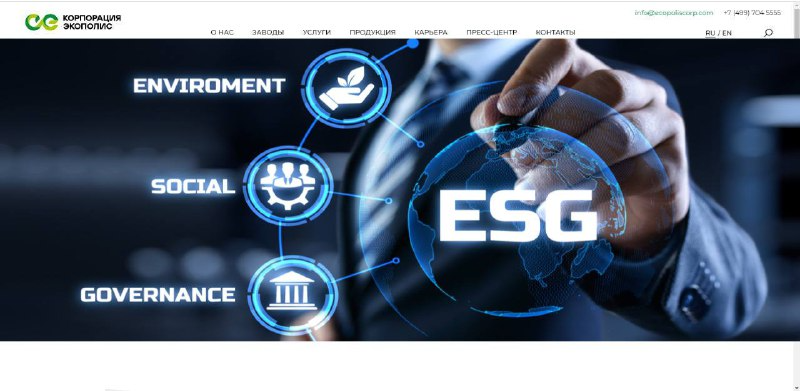 КОРПОРАЦИЯ
ЭКОПОЛИС
info@ecopoliscorp.com +7 (499) 704 5555
О НАС ЗАВОДЫ УСЛУГИ ПРОДУКЦИЯ КАРЬЕРА ПРЕСС-ЦЕНТР КОНТАКТЫ
RU / EN
ENVIROMENT
SOCIAL
ESG
GOVERNANCE